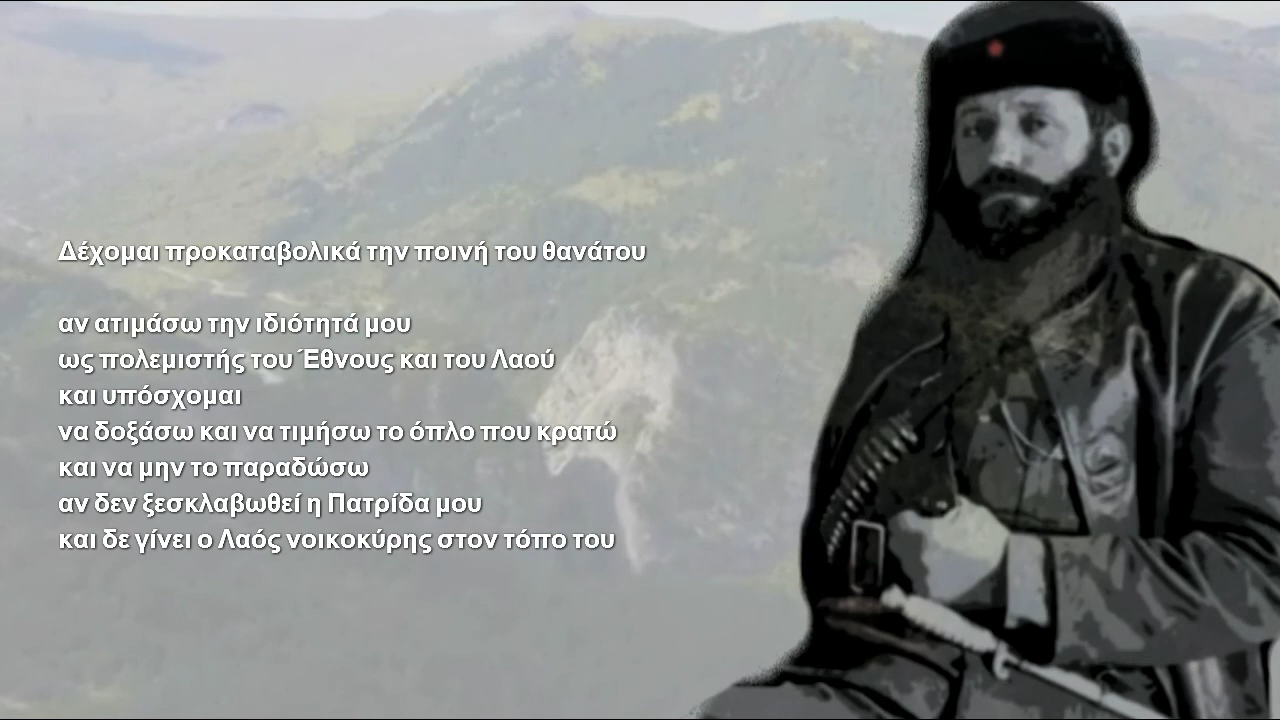 Δέχομαι προκαταβολικά την ποινή του θανάτου
αν ατιμάσω την ιδιότητά μου
ως πολεμιστής του Έθνους και του Λαού
και υπόσχομαι
να δοξάσω και να τιμήσω το όπλο που κρατώ
και να μην το παραδώσω
αν δεν ξεσκλαβωθεί η Πατρίδα μου
και δε γίνει ο Λαός νοικοκύρης στον τόπο του